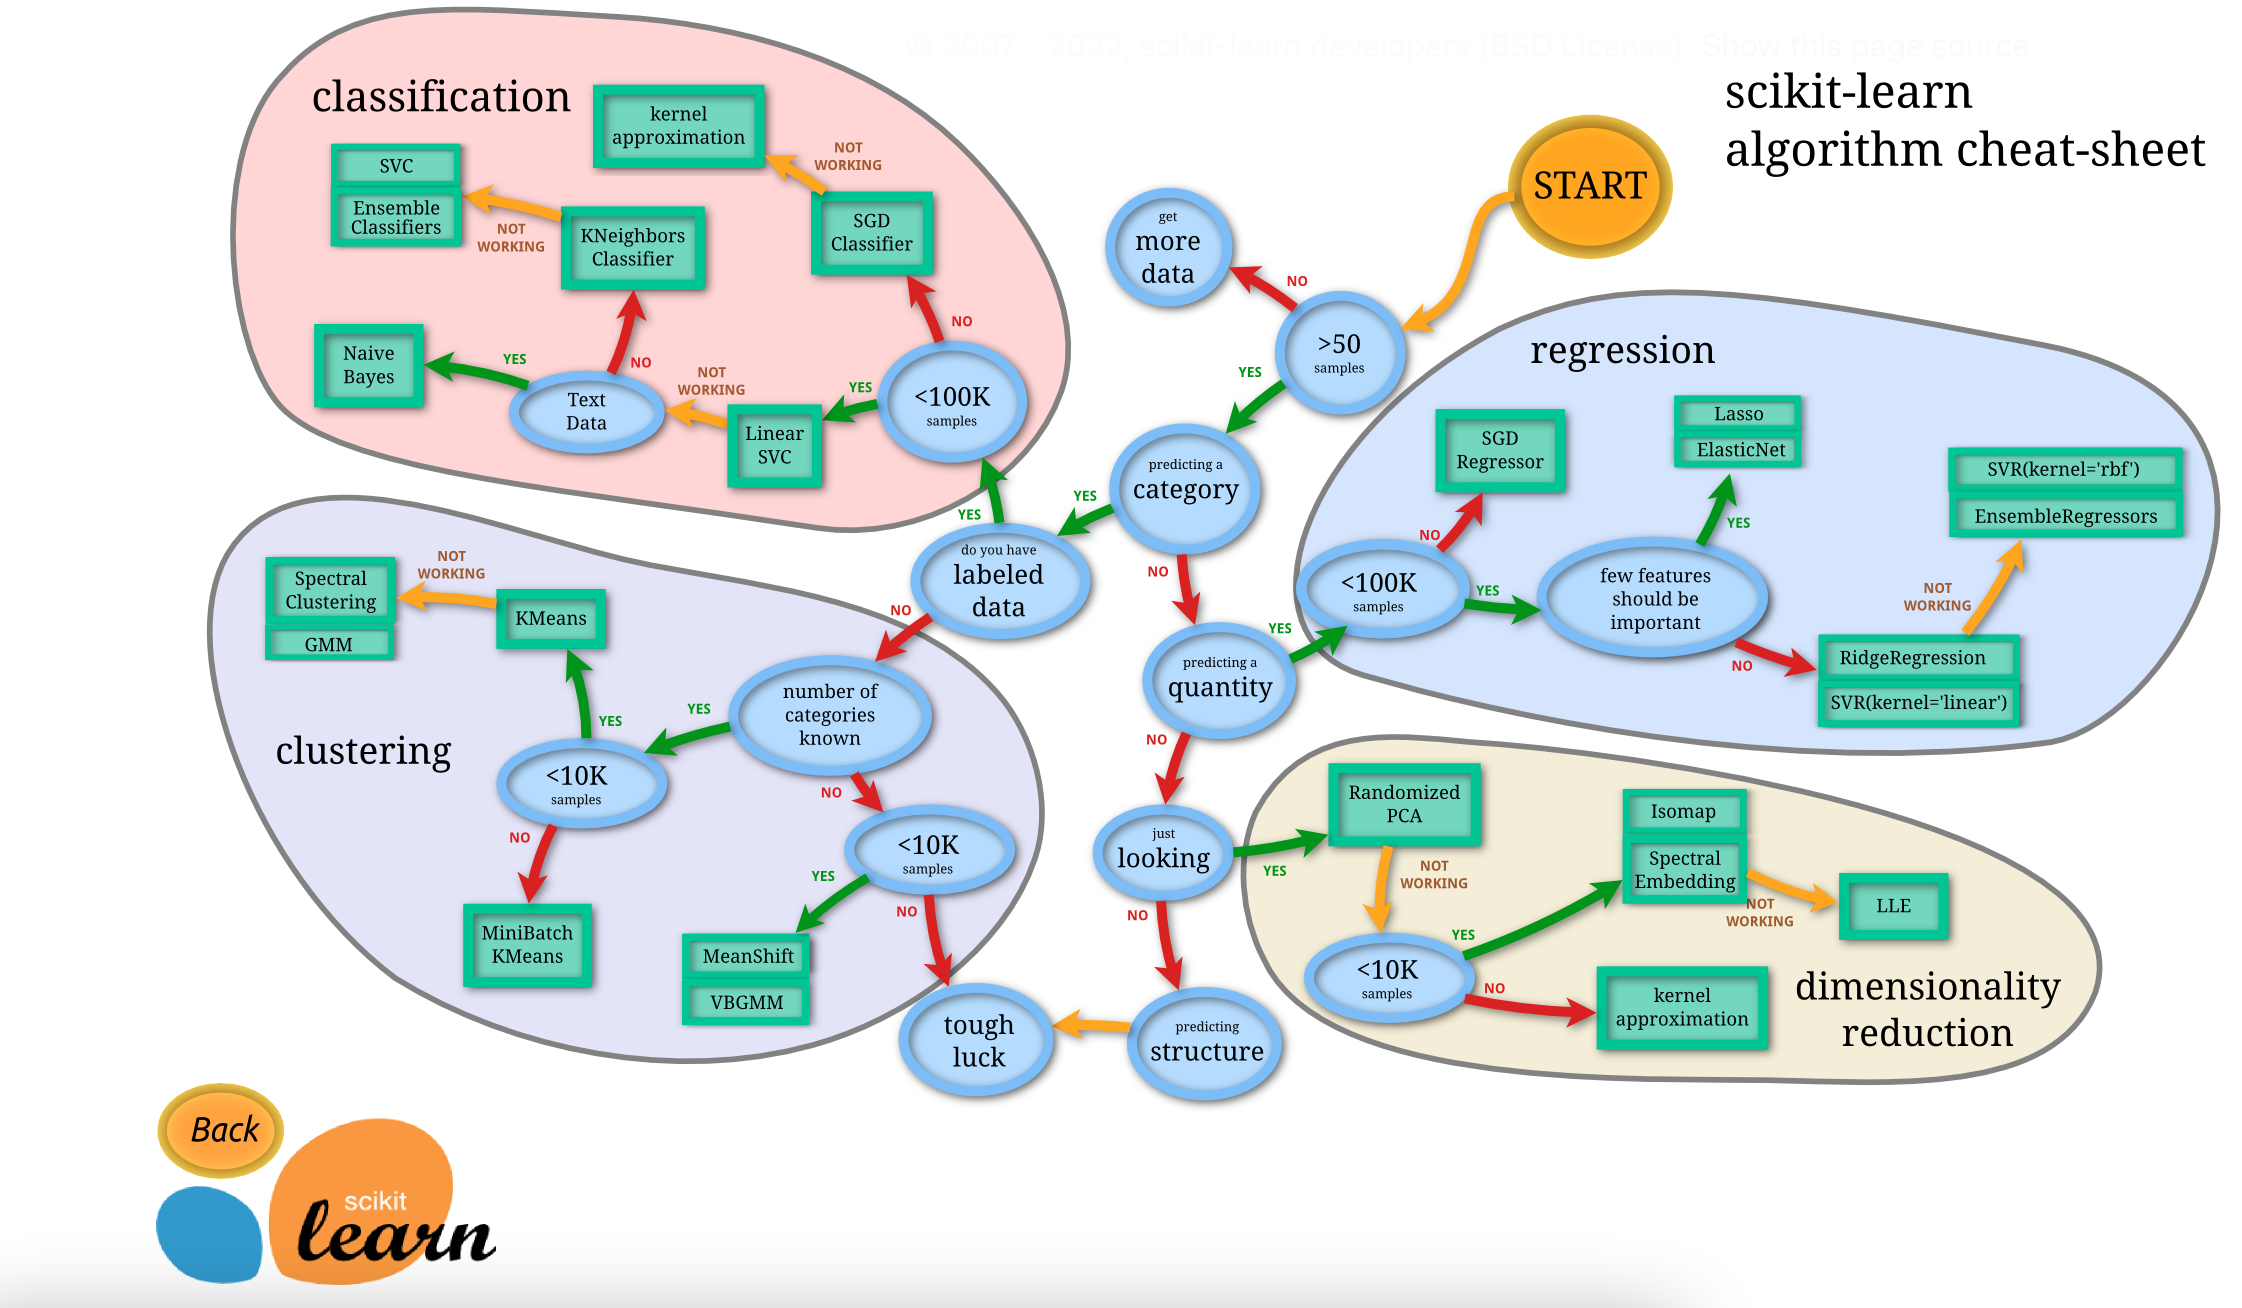 © 2007 – 2022, scikit-learn developers (BSD License). Show this page source
scikit-learn
algorithm cheat-sheet
START
classification
kernel
approximation
NOT
WORKING
SVC
Ensemble
Classifiers
NOT
WORKING
KNeighbors
Classifier
SGD
Classifier
NO
Naive
Bayes
YES
NO
Text
Data
NOT
WORKING
Linear
SVC
YES
<100K
samples
YES
get
more
data
NO
>50
samples
YES
predicting a
category
YES
NO
do you have
labeled
data
NO
predicting a
quantity
YES
NO
just
looking
YES
NO
predicting
structure
tough
luck
regression
SGD
Regressor
NO
<100K
samples
YES
Lasso
ElasticNet
YES
few features
should be
important
NO
SVR(kernel='rbf')
EnsembleRegressors
NOT
WORKING
RidgeRegression
SVR(kernel='linear')
clustering
Spectral
Clustering
GMM
NOT
WORKING
KMeans
YES
<10K
samples
NO
MiniBatch
KMeans
YES
number of
categories
known
NO
<10K
samples
YES
NO
MeanShift
VBGMM
Randomized
PCA
NOT
WORKING
<10K
samples
YES
NO
Isomap
Spectral
Embedding
NOT
WORKING
LLE
kernel
approximation
dimensionality
reduction
Back
scikit
learn